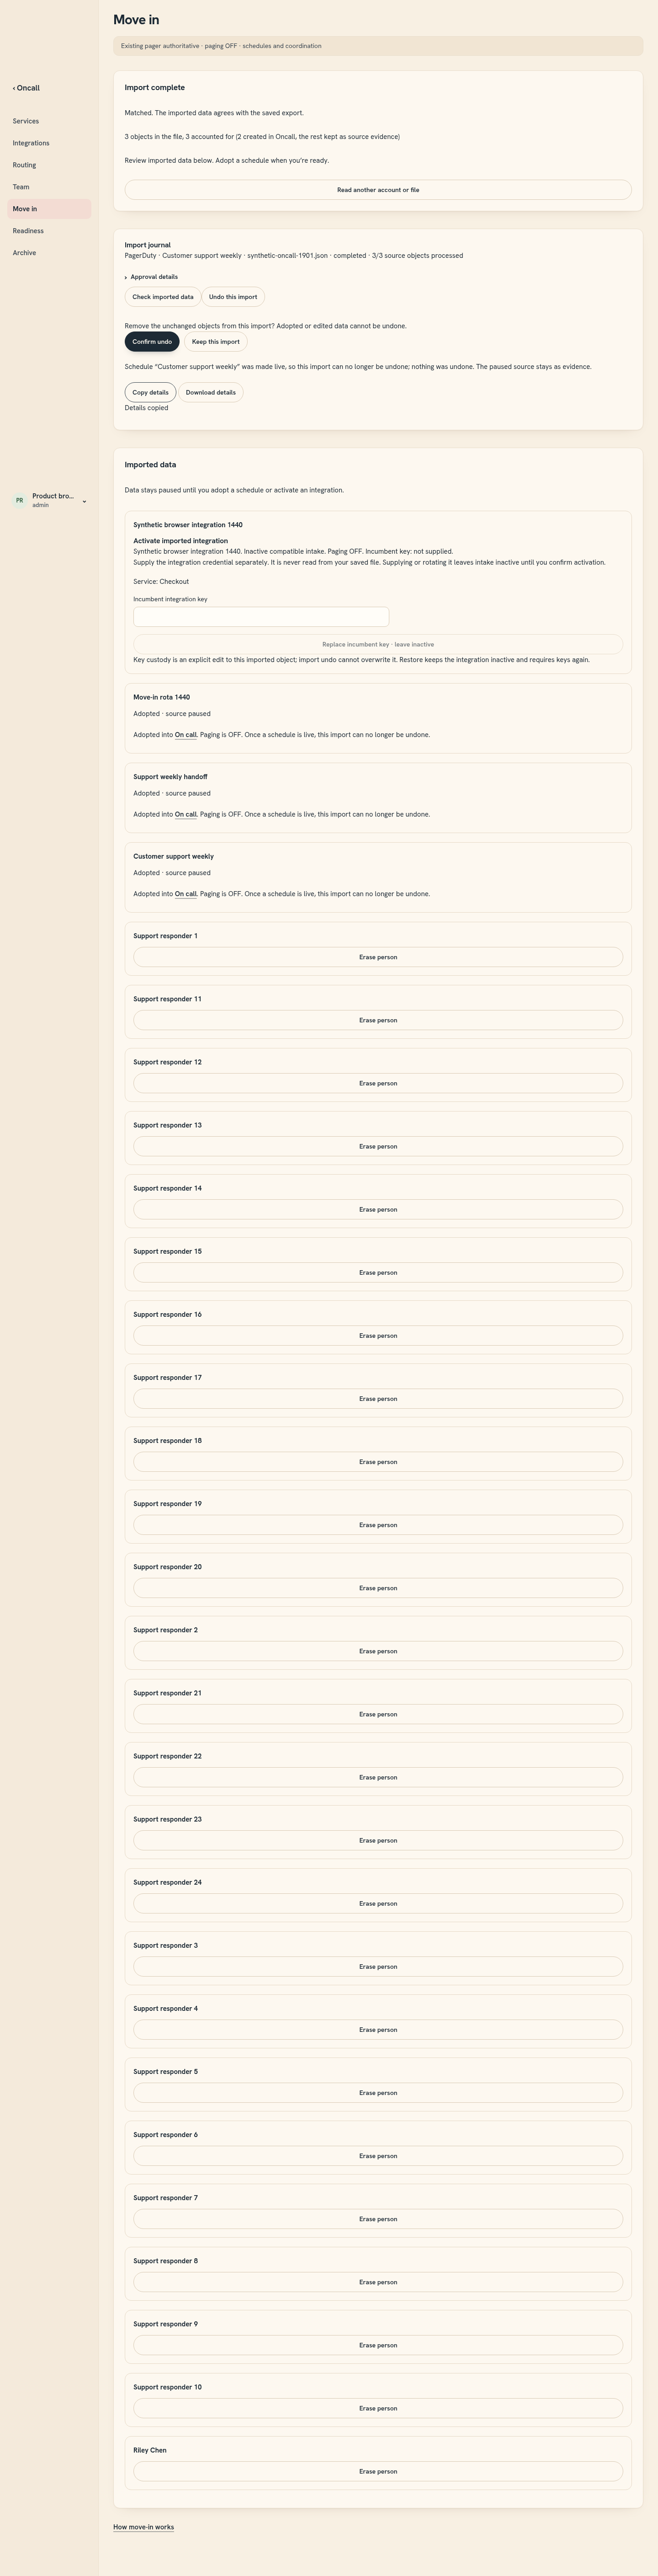 ‹ Oncall
Services
Integrations
Routing
Team
Move in
Readiness
Archive
PR
Product bro...
admin
Move in
Existing pager authoritative · paging OFF · schedules and coordination
Import complete
Matched. The imported data agrees with the saved export.
3 objects in the file, 3 accounted for (2 created in Oncall, the rest kept as source evidence)
Review imported data below. Adopt a schedule when you’re ready.
Read another account or file
Import journal
PagerDuty · Customer support weekly · synthetic-oncall-1901.json · completed · 3/3 source objects processed
› Approval details
Check imported data
Undo this import
Remove the unchanged objects from this import? Adopted or edited data cannot be undone.
Confirm undo
Keep this import
Schedule “Customer support weekly” was made live, so this import can no longer be undone; nothing was undone. The paused source stays as evidence.
Copy details
Download details
Details copied
Imported data
Data stays paused until you adopt a schedule or activate an integration.
Synthetic browser integration 1440
Activate imported integration
Synthetic browser integration 1440. Inactive compatible intake. Paging OFF. Incumbent key: not supplied.
Supply the integration credential separately. It is never read from your saved file. Supplying or rotating it leaves intake inactive until you confirm activation.
Service: Checkout
Incumbent integration key
Replace incumbent key · leave inactive
Key custody is an explicit edit to this imported object; import undo cannot overwrite it. Restore keeps the integration inactive and requires keys again.
Move-in rota 1440
Adopted · source paused
Adopted into On call. Paging is OFF. Once a schedule is live, this import can no longer be undone.
Support weekly handoff
Adopted · source paused
Adopted into On call. Paging is OFF. Once a schedule is live, this import can no longer be undone.
Customer support weekly
Adopted · source paused
Adopted into On call. Paging is OFF. Once a schedule is live, this import can no longer be undone.
Support responder 1
Erase person
Support responder 11
Erase person
Support responder 12
Erase person
Support responder 13
Erase person
Support responder 14
Erase person
Support responder 15
Erase person
Support responder 16
Erase person
Support responder 17
Erase person
Support responder 18
Erase person
Support responder 19
Erase person
Support responder 20
Erase person
Support responder 2
Erase person
Support responder 21
Erase person
Support responder 22
Erase person
Support responder 23
Erase person
Support responder 24
Erase person
Support responder 3
Erase person
Support responder 4
Erase person
Support responder 5
Erase person
Support responder 6
Erase person
Support responder 7
Erase person
Support responder 8
Erase person
Support responder 9
Erase person
Support responder 10
Erase person
Riley Chen
Erase person
How move-in works